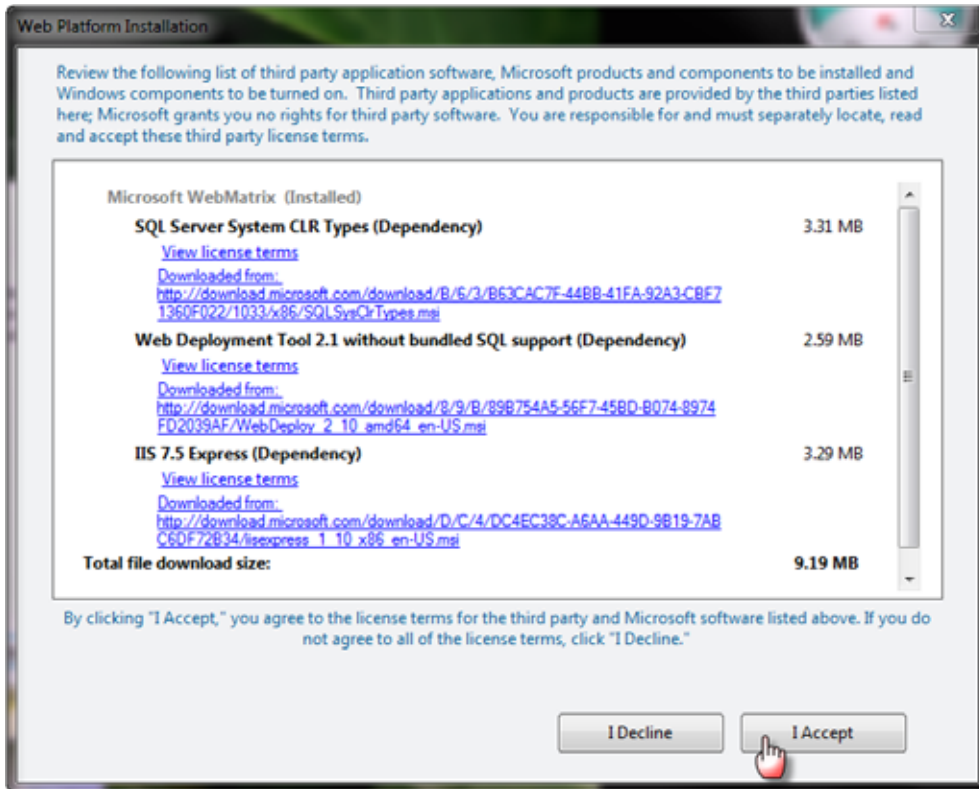 Web Platform Installation
Review the following list of third party application software, Microsoft products and components to be installed and
Windows components to be turned on.  Third party applications and products are provided by the third parties listed
here; Microsoft grants you no rights for third party software.  You are responsible for and must separately locate, read
and accept these third party license terms.
Microsoft WebMatrix  (Installed)
SQL Server System CLR Types (Dependency) 3.31 MB
View license terms
Downloaded from:
http://download.microsoft.com/download/B/6/3/B63CAC7F-44BB-41FA-92A3-CBF7
1360F022/1033/x86/SQLSysClrTypes.msi
Web Deployment Tool 2.1 without bundled SQL support (Dependency) 2.59 MB
View license terms
Downloaded from:
http://download.microsoft.com/download/8/9/B/89B754A5-56F7-45BD-B074-8974
FD2039AF/WebDeploy_2_10_amd64_en-US.msi
IIS 7.5 Express (Dependency) 3.29 MB
View license terms
Downloaded from:
http://download.microsoft.com/download/D/C/4/DC4EC38C-A6AA-449D-9B19-7AB
C6DF72B34/iisexpress_1_10_x86_en-US.msi
Total file download size: 9.19 MB
By clicking "I Accept," you agree to the license terms for the third party and Microsoft software listed above. If you do
not agree to all of the license terms, click "I Decline."
I Decline I Accept